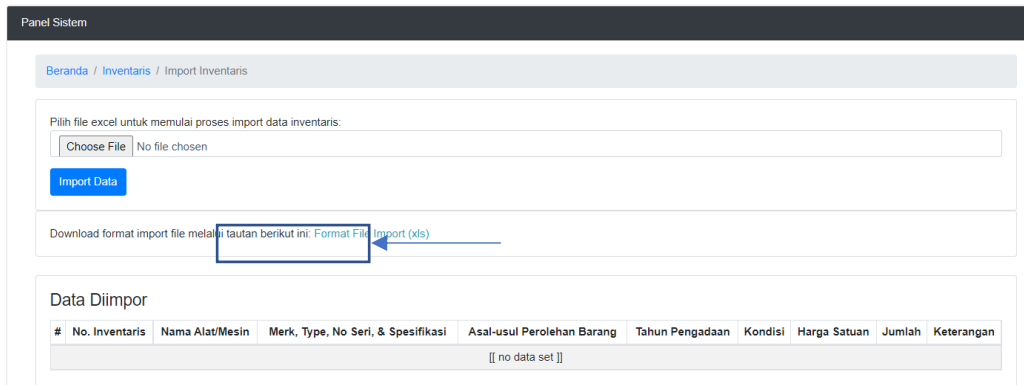 Panel Sistem
Beranda / Inventaris / Import Inventaris
Pilih file excel untuk memulai proses import data inventaris:
Choose File No file chosen
Import Data
Download format import file melalui tautan berikut ini: Format File Import (xls)
Data Diimpor
# No. Inventaris Nama Alat/Mesin Merk, Type, No Seri, & Spesifikasi Asal-usul Perolehan Barang Tahun Pengadaan Kondisi Harga Satuan Jumlah Keterangan
[[ no data set ]]